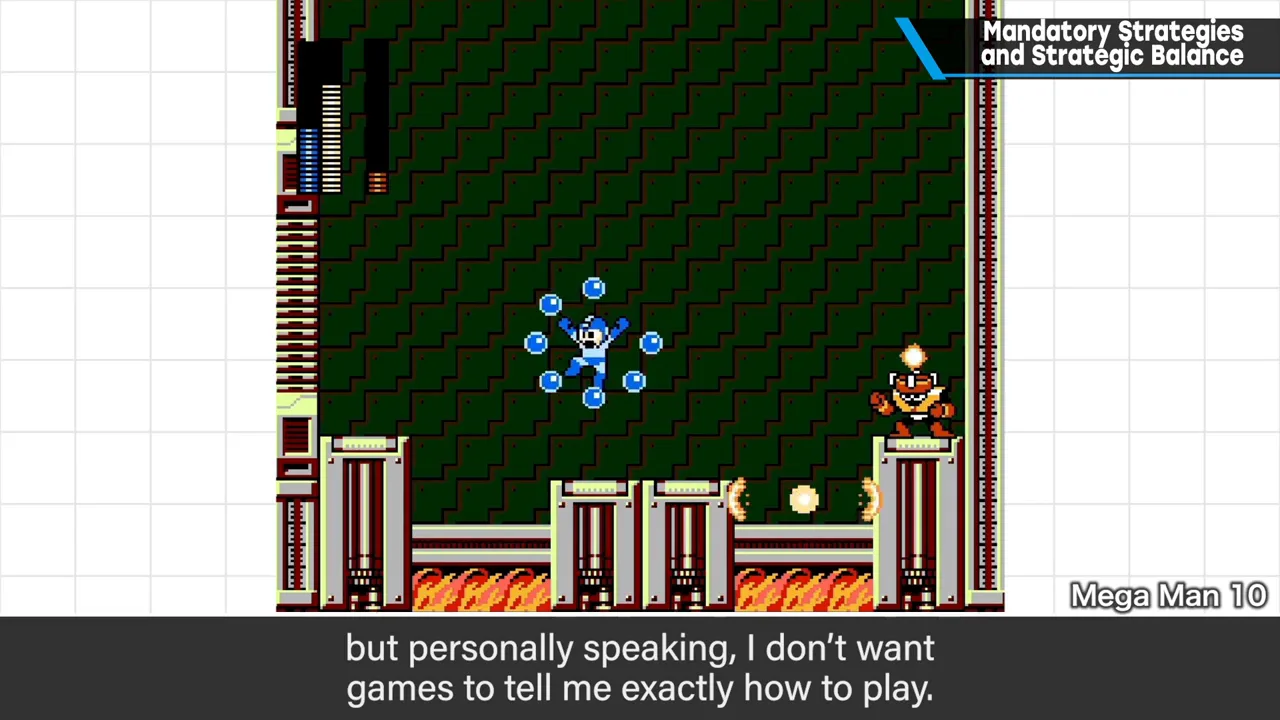 Mandatory Strategies
and Strategic Balance
Mega Man 10
but personally speaking, I don’t want
games to tell me exactly how to play.